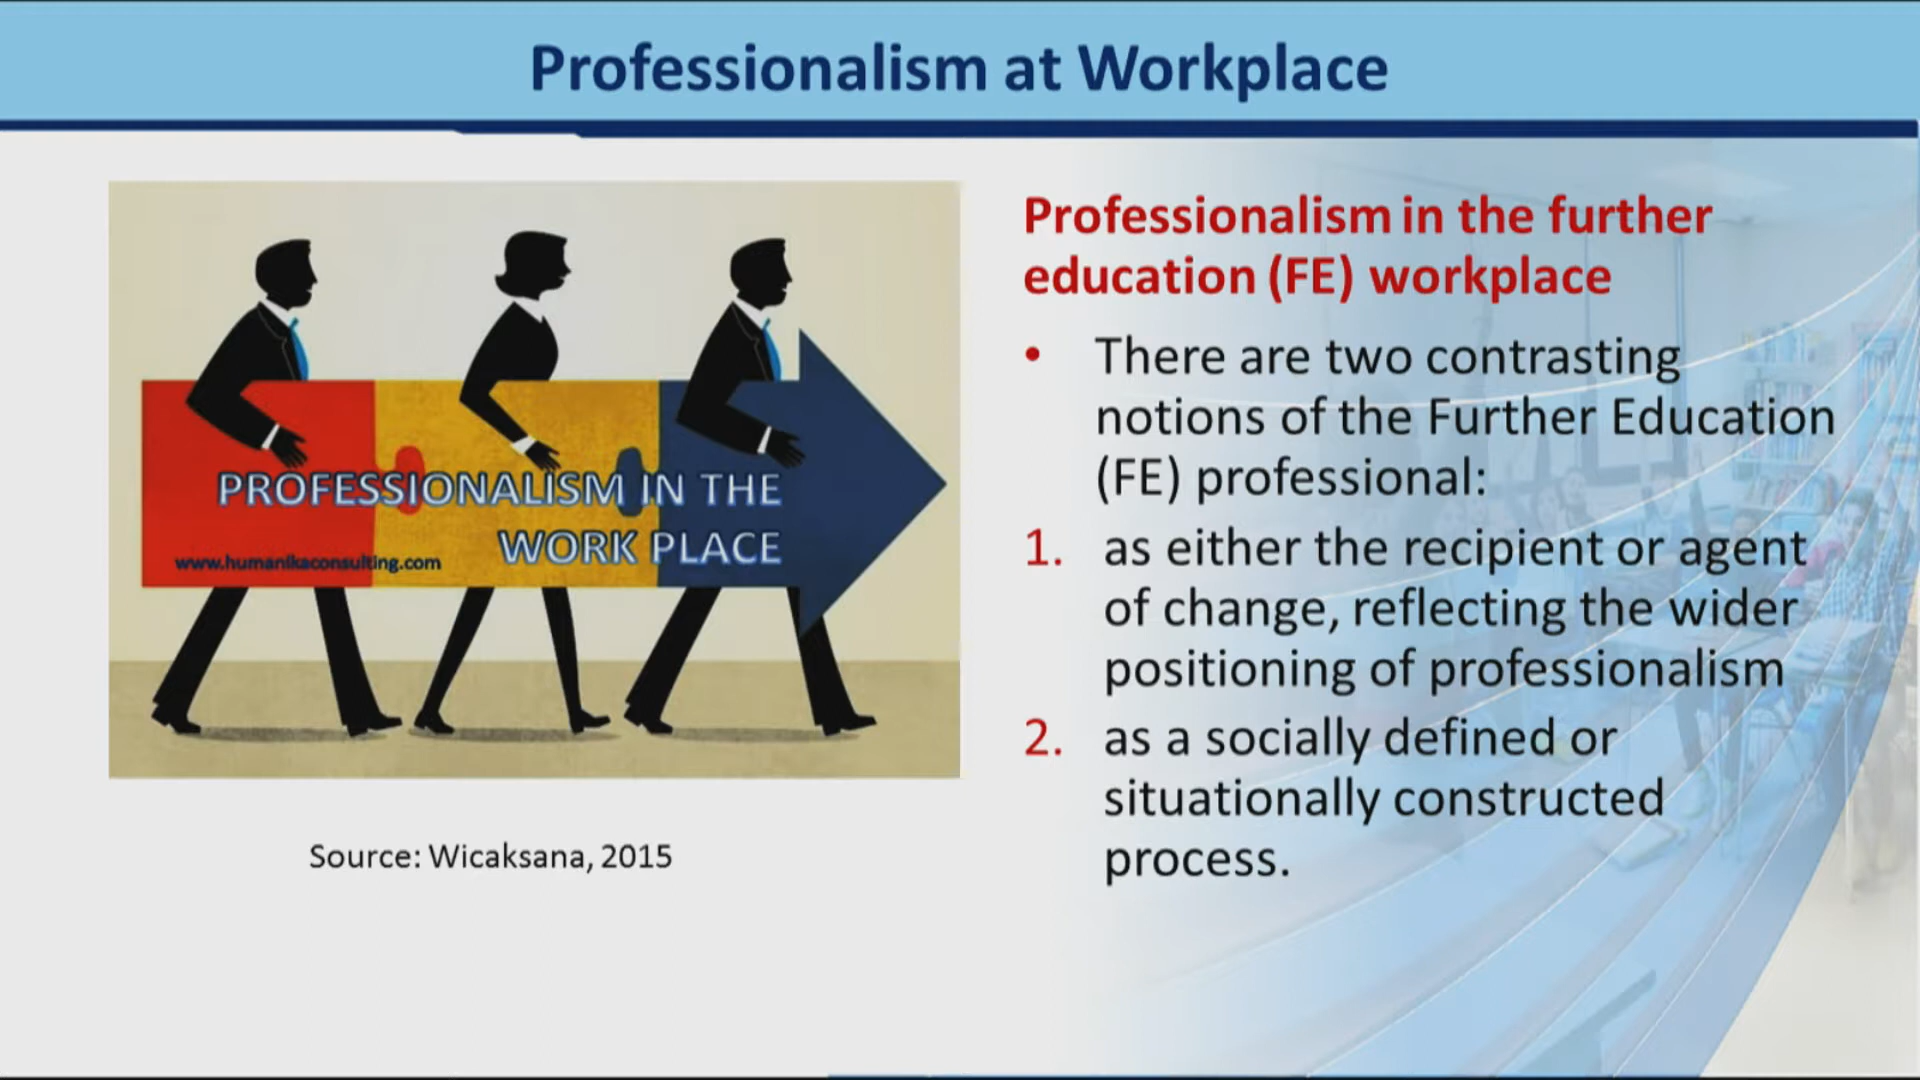 Professionalism at Workplace
PROFESSIONALISM IN THE
WORK PLACE
www.humanikaconsulting.com
Source: Wicaksana, 2015
Professionalism in the further
education (FE) workplace
• There are two contrasting
notions of the Further Education
(FE) professional:
1. as either the recipient or agent
of change, reflecting the wider
positioning of professionalism
2. as a socially defined or
situationally constructed
process.